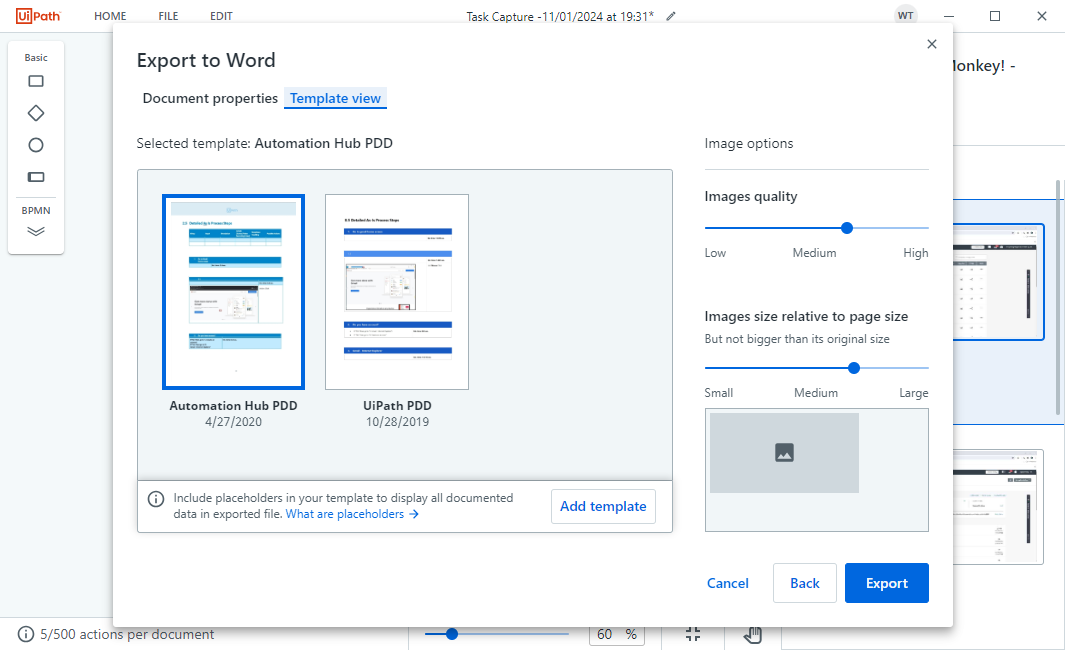 UiPath HOME FILE EDIT Task Capture -11/01/2024 at 19:31* WT
Basic
BPMN
Monkey! -
Export to Word
Document properties Template view
Selected template: Automation Hub PDD
Automation Hub PDD
4/27/2020
UiPath PDD
10/28/2019
Include placeholders in your template to display all documented
data in exported file. What are placeholders →
Add template
Image options
Images quality
Low Medium High
Images size relative to page size
But not bigger than its original size
Small Medium Large
Cancel Back Export
5/500 actions per document 60 %